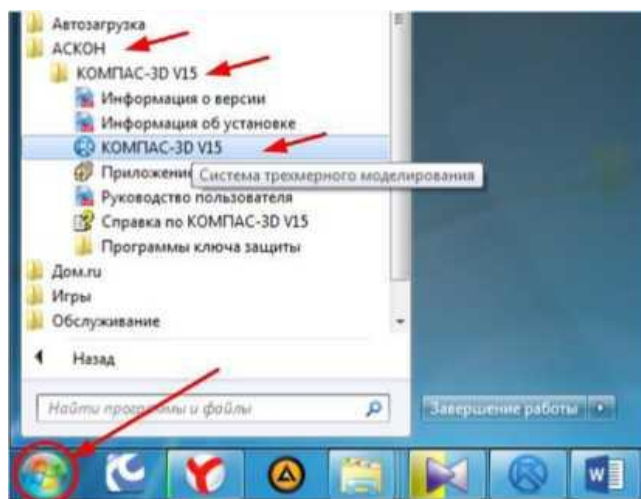 Автозагрузка
АСКОН
КОМПАС-3D V15
Информация о версии
Информация об установке
КОМПАС-3D V15
Приложение
Система трехмерного моделирования
Руководство пользователя
Справка по КОМПАС-3D V15
Программы ключа защиты
Дом.ru
Игры
Обслуживание
Назад
Найти программы и файлы
Завершение работы